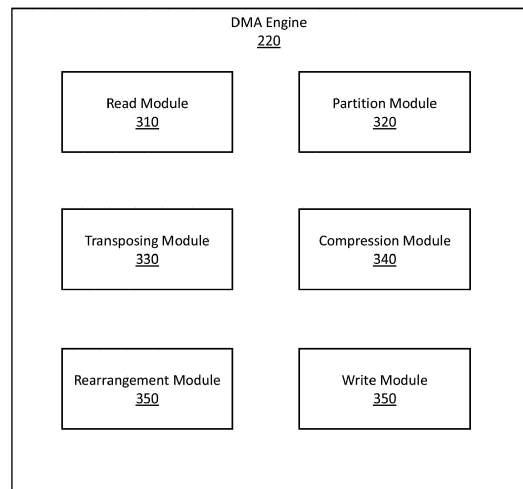 DMA Engine
220
Read Module
310
Partition Module
320
Transposing Module
330
Compression Module
340
Rearrangement Module
350
Write Module
350